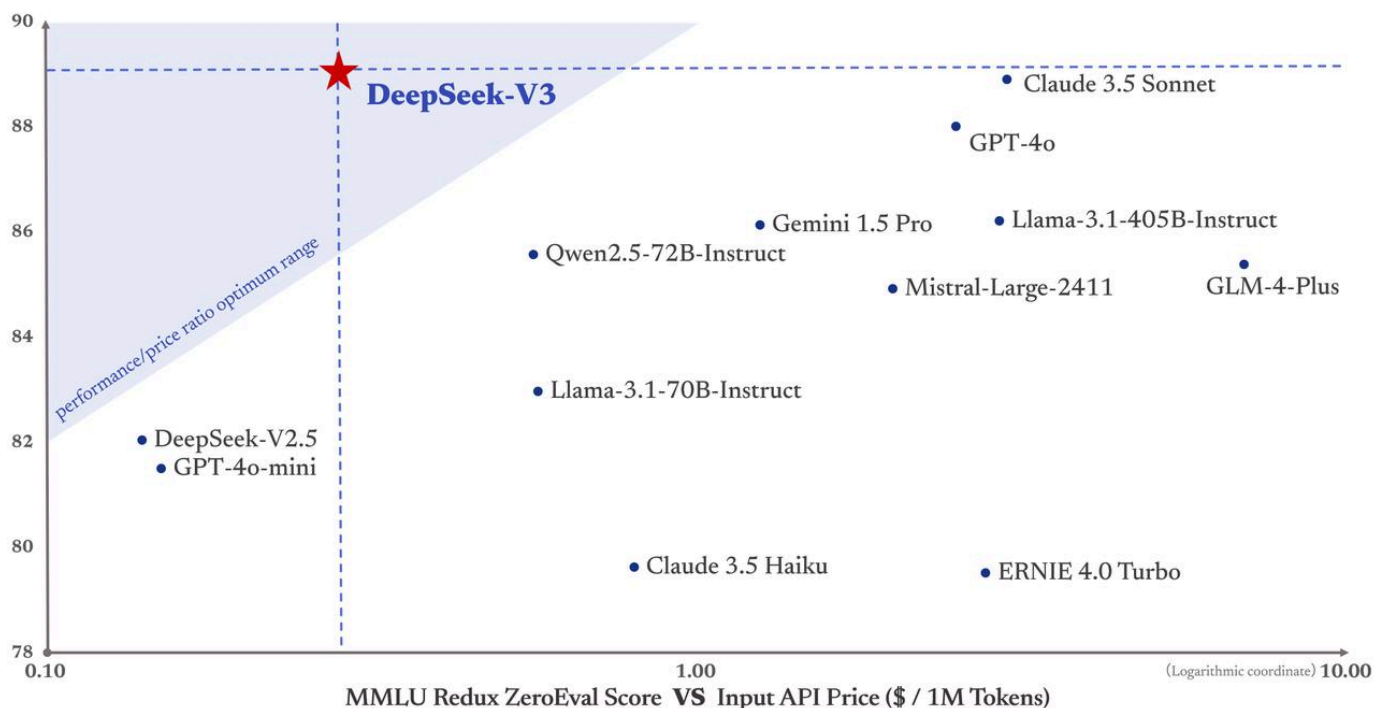 90
DeepSeek-V3
Claude 3.5 Sonnet
88
GPT-4o
86
Gemini 1.5 Pro
Llama-3.1-405B-Instruct
Qwen2.5-72B-Instruct
Mistral-Large-2411
GLM-4-Plus
performance/price ratio optimum range
84
Llama-3.1-70B-Instruct
82
DeepSeek-V2.5
GPT-4o-mini
80
Claude 3.5 Haiku
ERNIE 4.0 Turbo
78
0.10
1.00
(Logarithmic coordinate)
10.00
MMLU Redux ZeroEval Score VS Input API Price ($ / 1M Tokens)